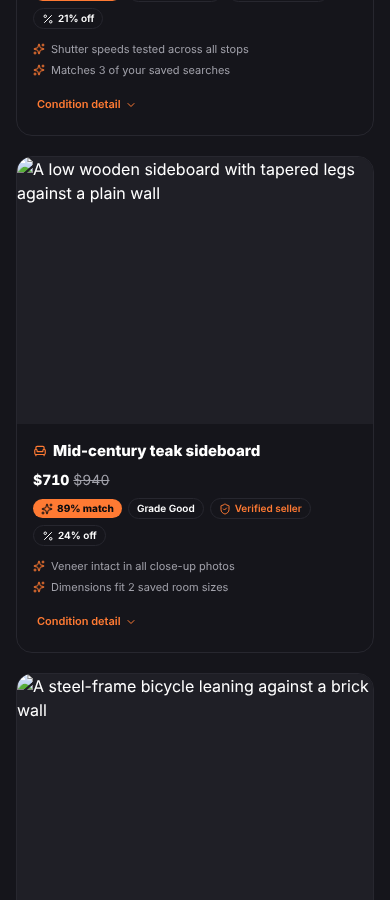 21% off
Shutter speeds tested across all stops
Matches 3 of your saved searches
Condition detail
A low wooden sideboard with tapered legs
against a plain wall
Mid-century teak sideboard
$710 $940
89% match Grade Good Verified seller
24% off
Veneer intact in all close-up photos
Dimensions fit 2 saved room sizes
Condition detail
A steel-frame bicycle leaning against a brick
wall